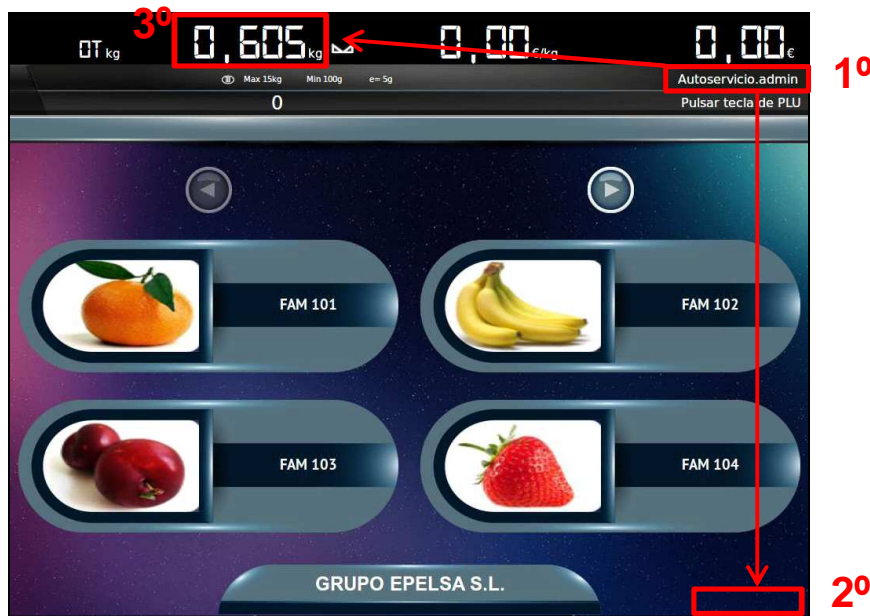 3º
0T kg 0,605 kg 0,00 €/kg 0,00 €
Max 15kg Min 100g e= 5g Autoservicio.admin 1º
0 Pulsar tecla de PLU
FAM 101 FAM 102
FAM 103 FAM 104
GRUPO EPELSA S.L. 2º